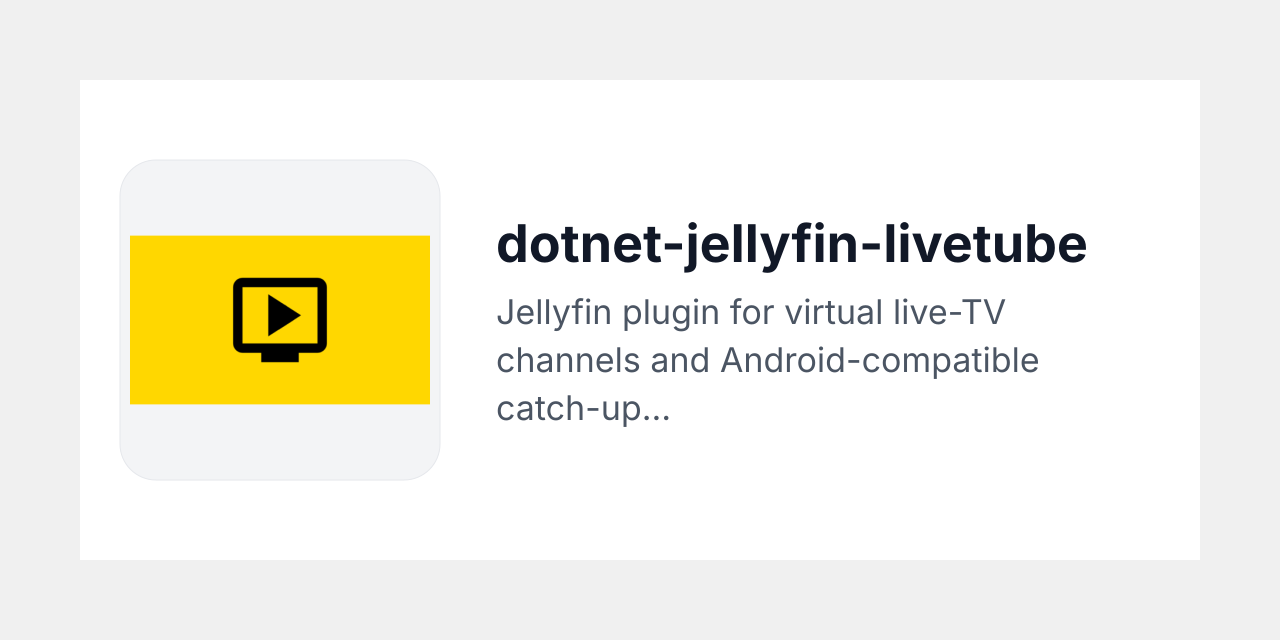 dotnet-jellyfin-livetube
Jellyfin plugin for virtual live-TV
channels and Android-compatible
catch-up...